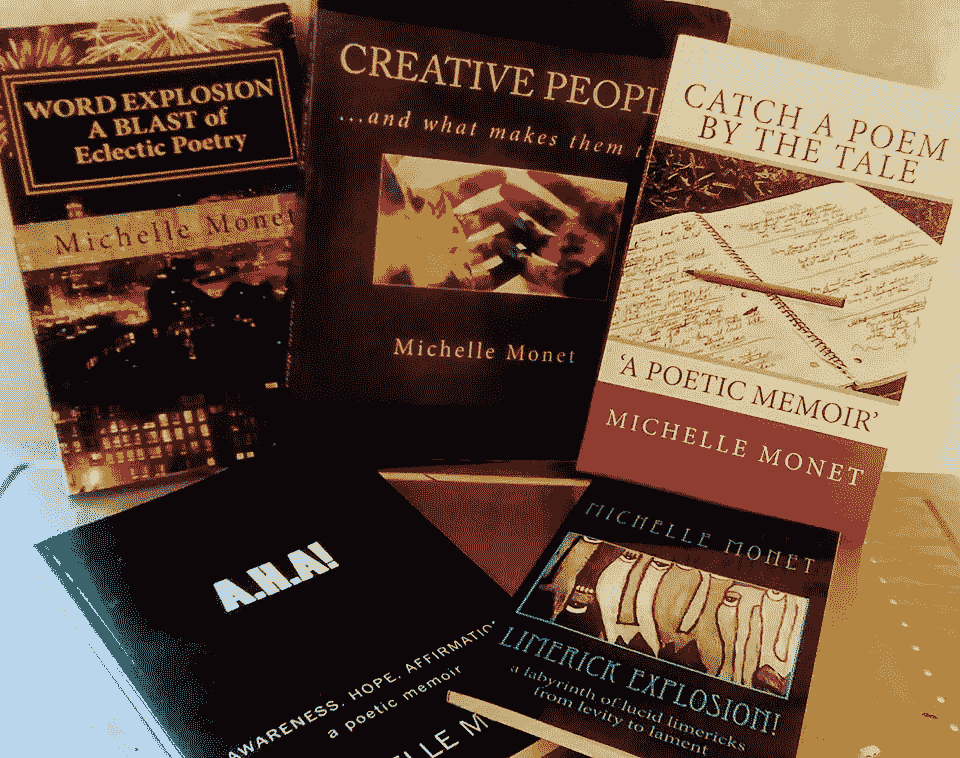 WORD EXPLOSION
A BLAST of
Eclectic Poetry
Michelle Monet
CREATIVE PEOPL
...and what makes them t
Michelle Monet
CATCH A POEM
BY THE TALE
'A POETIC MEMOIR'
MICHELLE MONET
A.H.A!
AWARENESS. HOPE. AFFIRMATIO
a poetic memoir
ELLE M
MICHELLE MONET
LIMERICK EXPLOSION!
a labyrinth of lucid limericks
from levity to lament